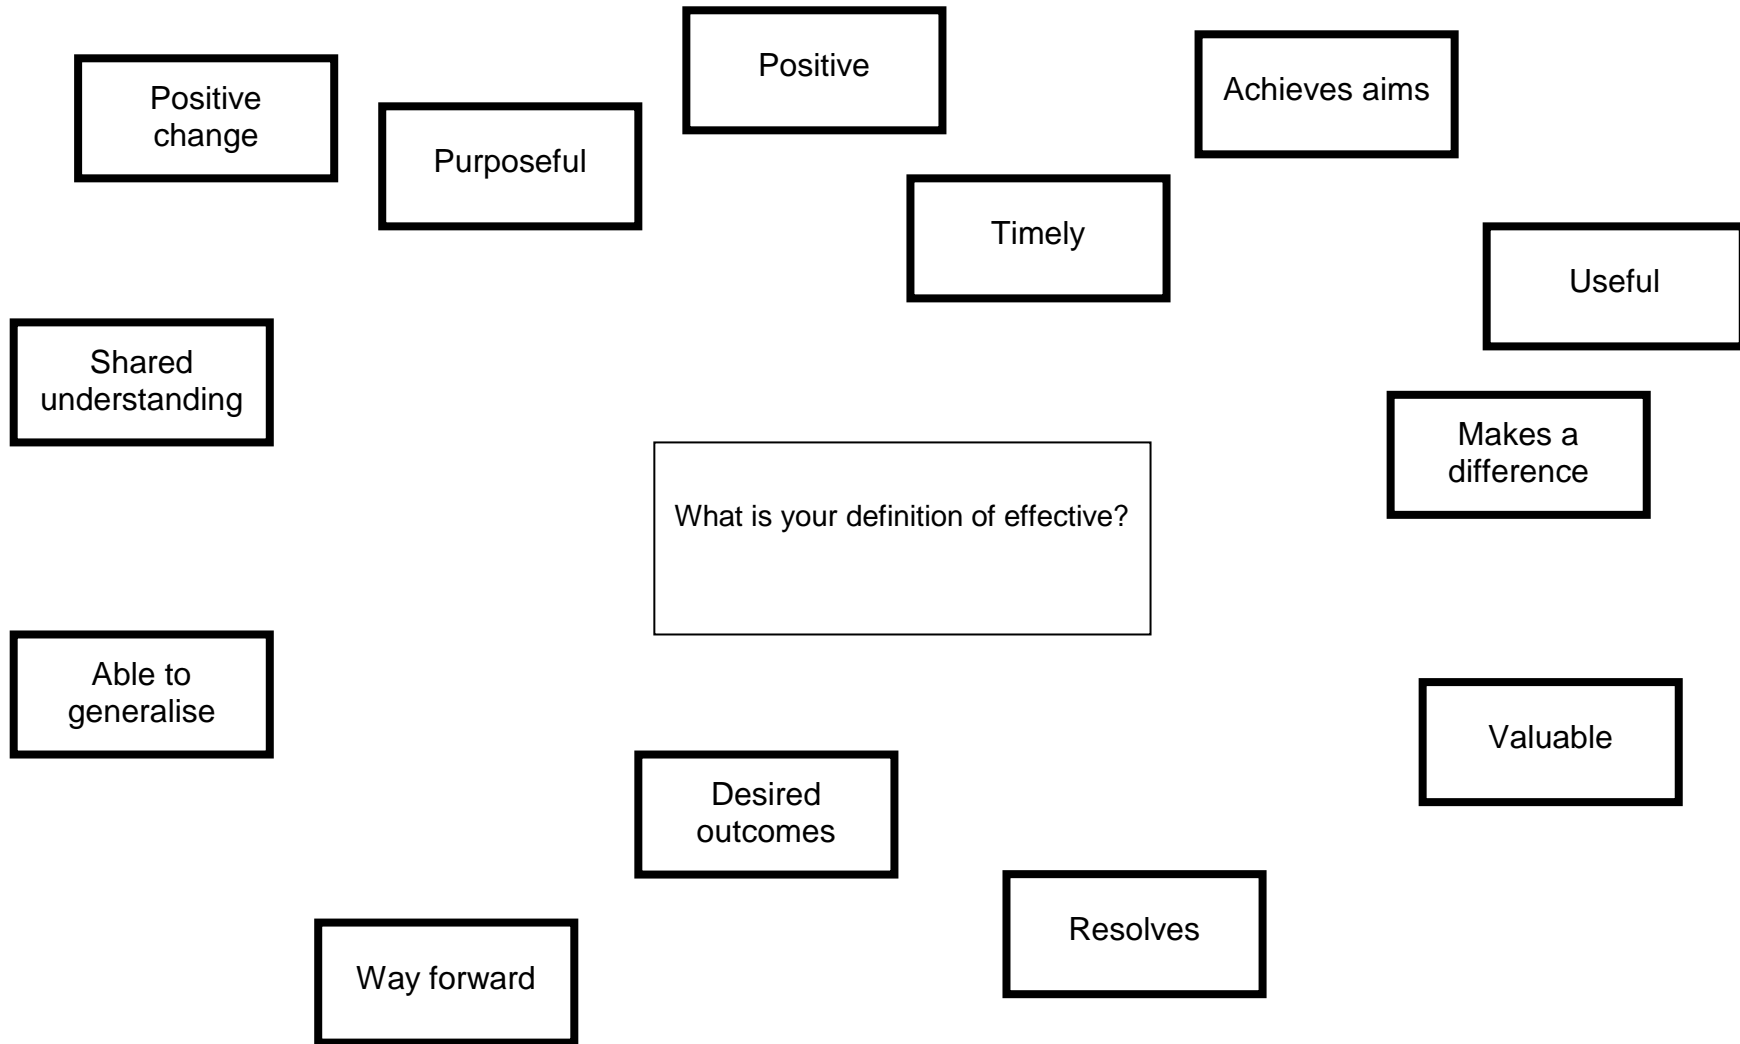 Positive
Achieves aims
Positive
change
Purposeful
Timely
Useful
Shared
understanding
Makes a
difference
What is your definition of effective?
Able to
generalise
Valuable
Desired
outcomes
Resolves
Way forward